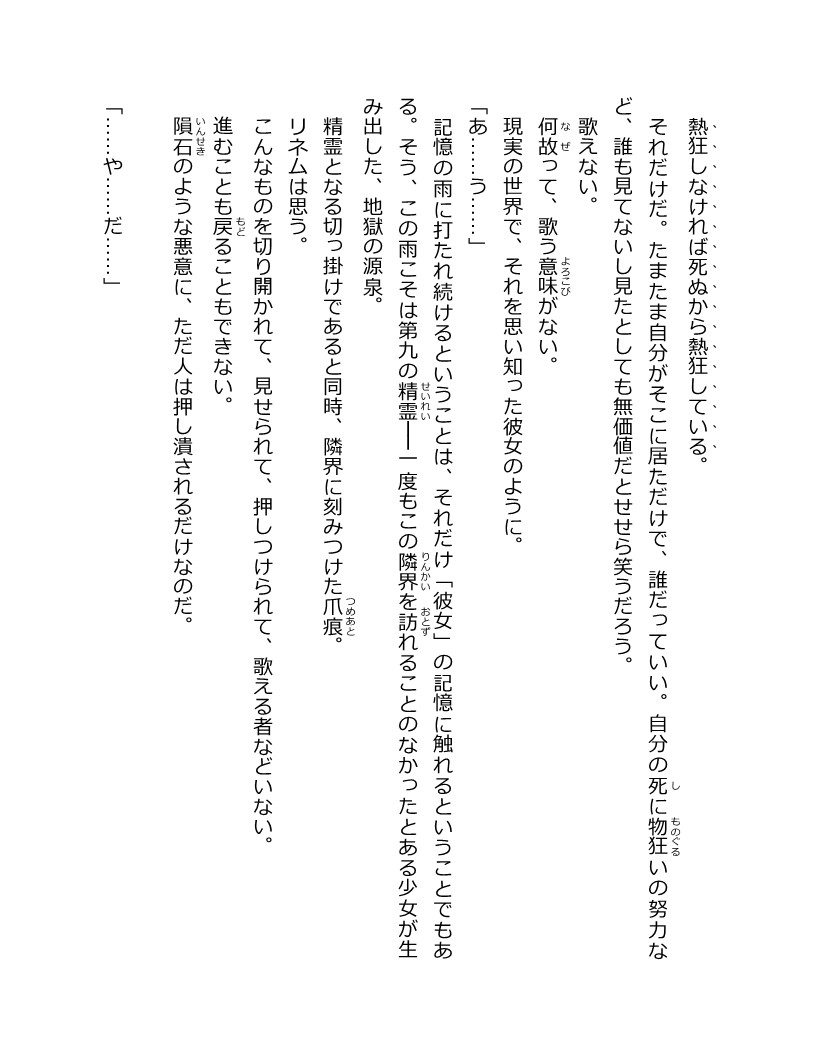 熱狂しなければ死ぬから熱狂している。
それだけだ。たまたま自分がそこに居ただけで、誰だっていい。自分の死に物狂いの努力な
ど、誰も見てないし見たとしても無価値だとせせら笑うだろう。
歌えない。
何故って、歌う意味がない。
現実の世界で、それを思い知った彼女のように。
「あ……う……」
記憶の雨に打たれ続けるということは、それだけ「彼女」の記憶に触れるということでもあ
る。そう、この雨こそは第九の精霊――一度もこの隣界を訪れることのなかったとある少女が生
み出した、地獄の源泉。
精霊となる切っ掛けであると同時、隣界に刻みつけた爪痕。
リネムは思う。
こんなものを切り開かれて、見せられて、押しつけられて、歌える者などいない。
進むことも戻ることもできない。
隕石のような悪意に、ただ人は押し潰されるだけなのだ。
「……や……だ……」